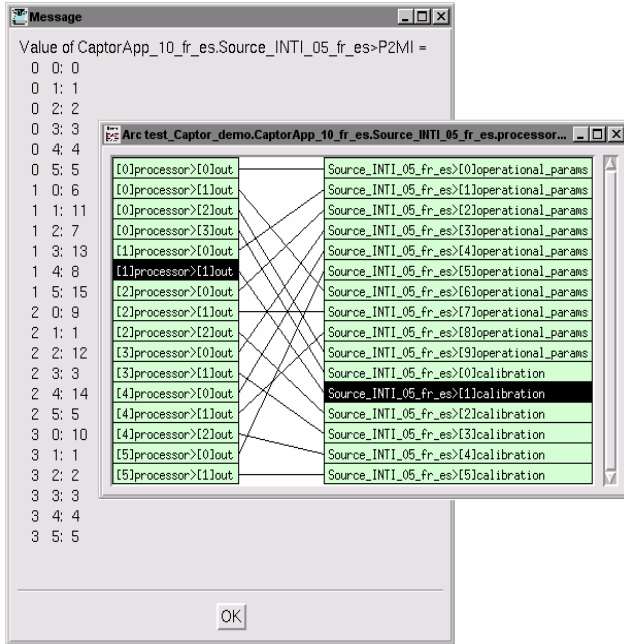 Message
Value of CaptorApp_10_fr_es.Source_INTI_05_fr_es>P2MI =
0 0: 0
0 1: 1
0 2: 2
0 3: 3
0 4: 4
0 5: 5
1 0: 6
1 1: 11
1 2: 7
1 3: 13
1 4: 8
1 5: 15
2 0: 9
2 1: 1
2 2: 12
2 3: 3
2 4: 14
2 5: 5
3 0: 10
3 1: 1
3 2: 2
3 3: 3
3 4: 4
3 5: 5
OK
Arc test_Captor_demo.CaptorApp_10_fr_es.Source_INTI_05_fr_es.processor...
[0]processor>[0]out Source_INTI_05_fr_es>[0]operational_params
[0]processor>[1]out Source_INTI_05_fr_es>[1]operational_params
[0]processor>[2]out Source_INTI_05_fr_es>[2]operational_params
[0]processor>[3]out Source_INTI_05_fr_es>[3]operational_params
[1]processor>[0]out Source_INTI_05_fr_es>[4]operational_params
[1]processor>[1]out Source_INTI_05_fr_es>[5]operational_params
[2]processor>[0]out Source_INTI_05_fr_es>[6]operational_params
[2]processor>[1]out Source_INTI_05_fr_es>[7]operational_params
[2]processor>[2]out Source_INTI_05_fr_es>[8]operational_params
[3]processor>[0]out Source_INTI_05_fr_es>[9]operational_params
[3]processor>[1]out Source_INTI_05_fr_es>[0]calibration
[4]processor>[0]out Source_INTI_05_fr_es>[1]calibration
[4]processor>[1]out Source_INTI_05_fr_es>[2]calibration
[4]processor>[2]out Source_INTI_05_fr_es>[3]calibration
[5]processor>[0]out Source_INTI_05_fr_es>[4]calibration
[5]processor>[1]out Source_INTI_05_fr_es>[5]calibration